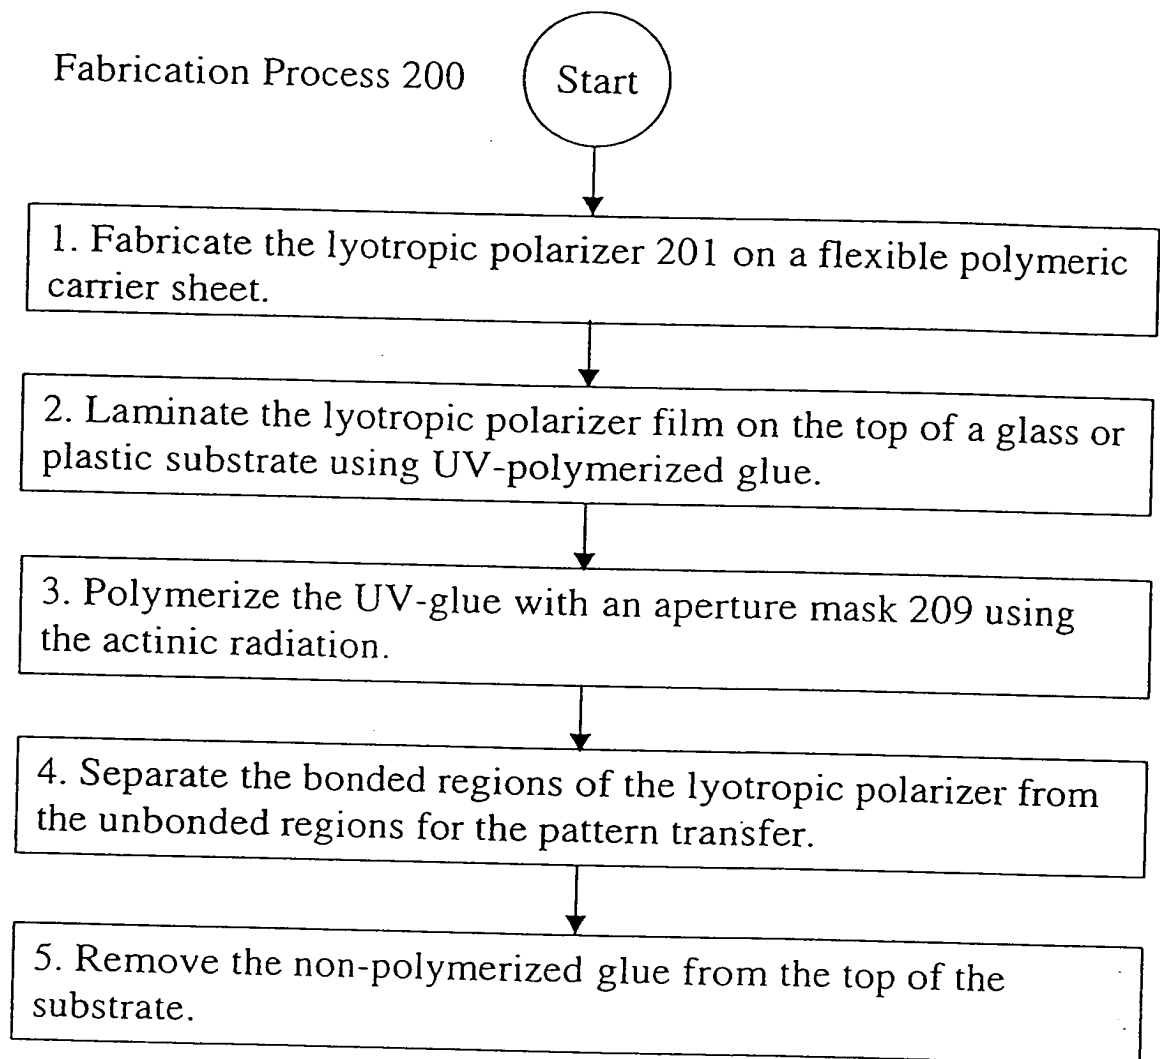 Fabrication Process 200
Start
1. Fabricate the lyotropic polarizer 201 on a flexible polymeric
carrier sheet.
2. Laminate the lyotropic polarizer film on the top of a glass or
plastic substrate using UV-polymerized glue.
3. Polymerize the UV-glue with an aperture mask 209 using
the actinic radiation.
4. Separate the bonded regions of the lyotropic polarizer from
the unbonded regions for the pattern transfer.
5. Remove the non-polymerized glue from the top of the
substrate.